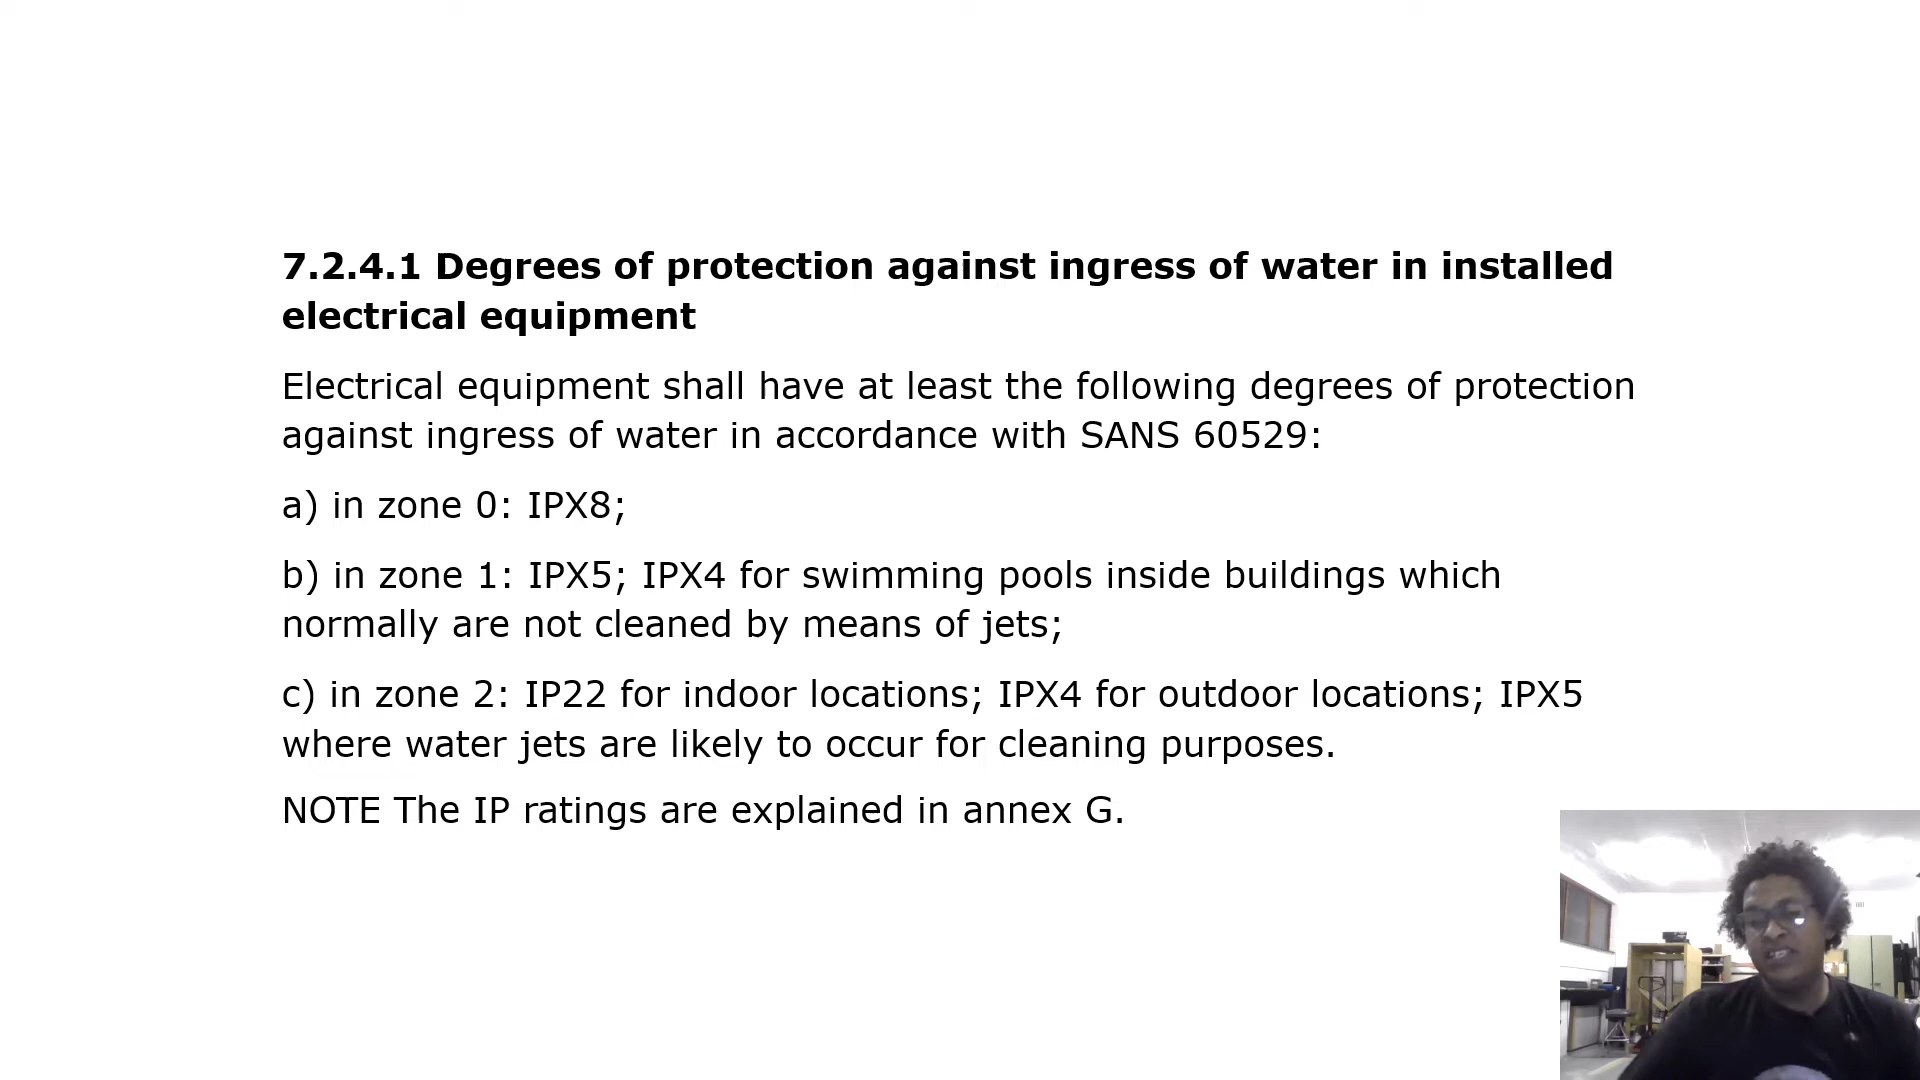 7.2.4.1 Degrees of protection against ingress of water in installed
electrical equipment
Electrical equipment shall have at least the following degrees of protection
against ingress of water in accordance with SANS 60529:
a) in zone 0: IPX8;
b) in zone 1: IPX5; IPX4 for swimming pools inside buildings which
normally are not cleaned by means of jets;
c) in zone 2: IP22 for indoor locations; IPX4 for outdoor locations; IPX5
where water jets are likely to occur for cleaning purposes.
NOTE The IP ratings are explained in annex G.